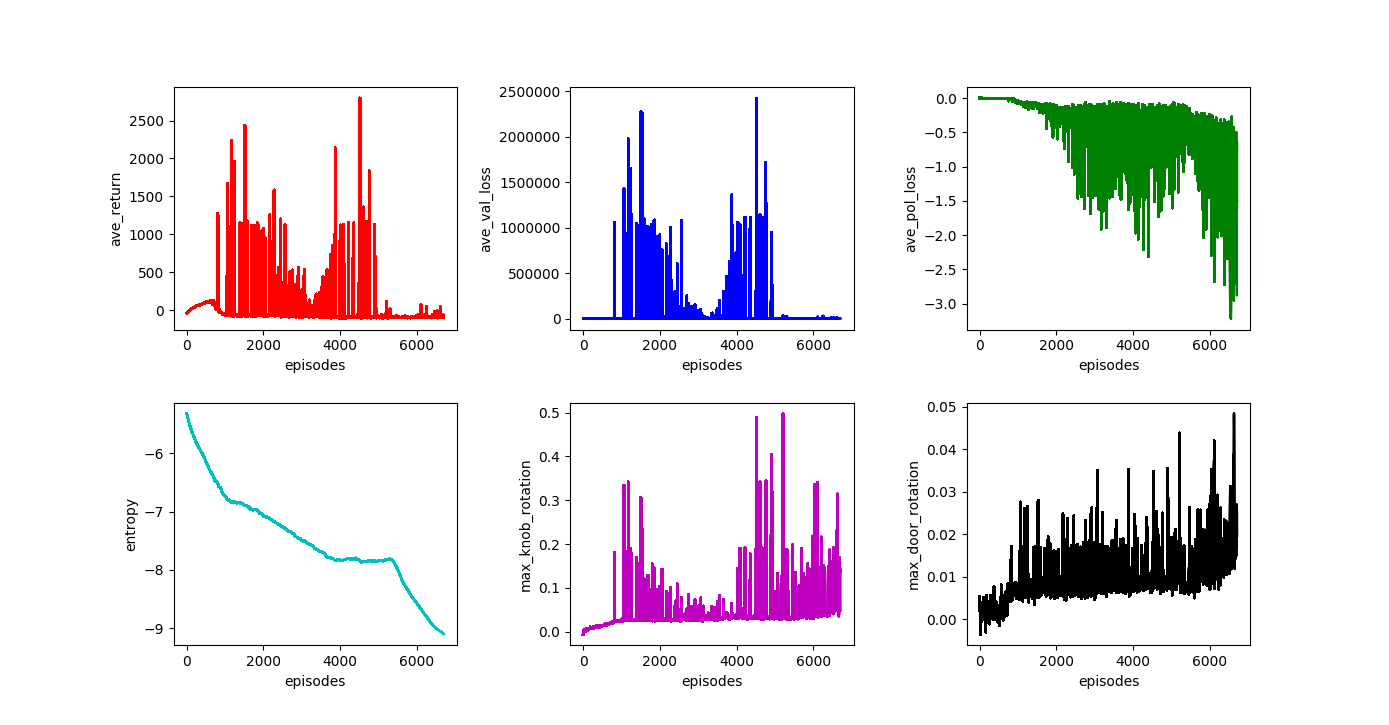 ave_return
2500
2000
1500
1000
500
0
0 2000 4000 6000
episodes
ave_val_loss
2500000
2000000
1500000
1000000
500000
0
0 2000 4000 6000
episodes
ave_pol_loss
0.0
−0.5
−1.0
−1.5
−2.0
−2.5
−3.0
0 2000 4000 6000
episodes
entropy
−6
−7
−8
−9
0 2000 4000 6000
episodes
max_knob_rotation
0.5
0.4
0.3
0.2
0.1
0.0
0 2000 4000 6000
episodes
max_door_rotation
0.05
0.04
0.03
0.02
0.01
0.00
0 2000 4000 6000
episodes